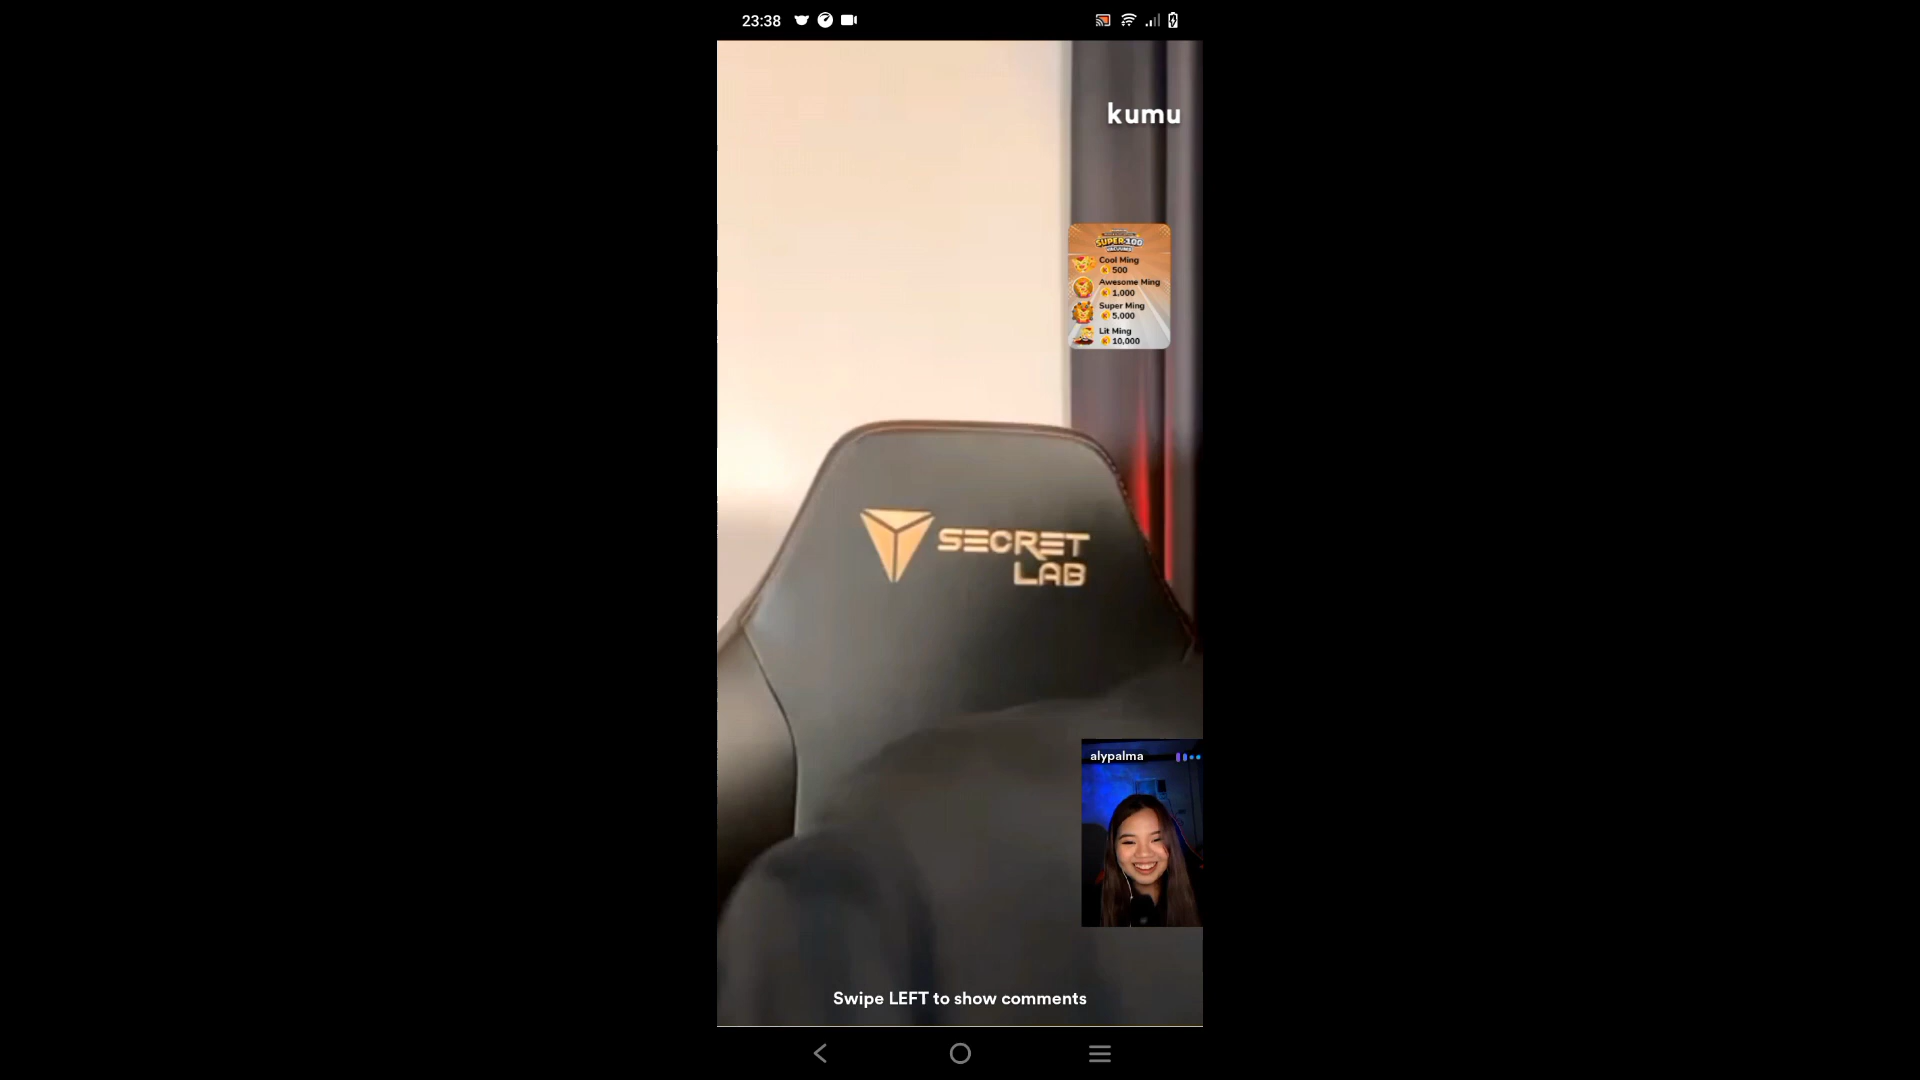 23:38
kumu
SUPER 100
Cool Ming
500
Awesome Ming
1,000
Super Ming
5,000
Lit Ming
10,000
SECRET
LAB
alypalma
Swipe LEFT to show comments